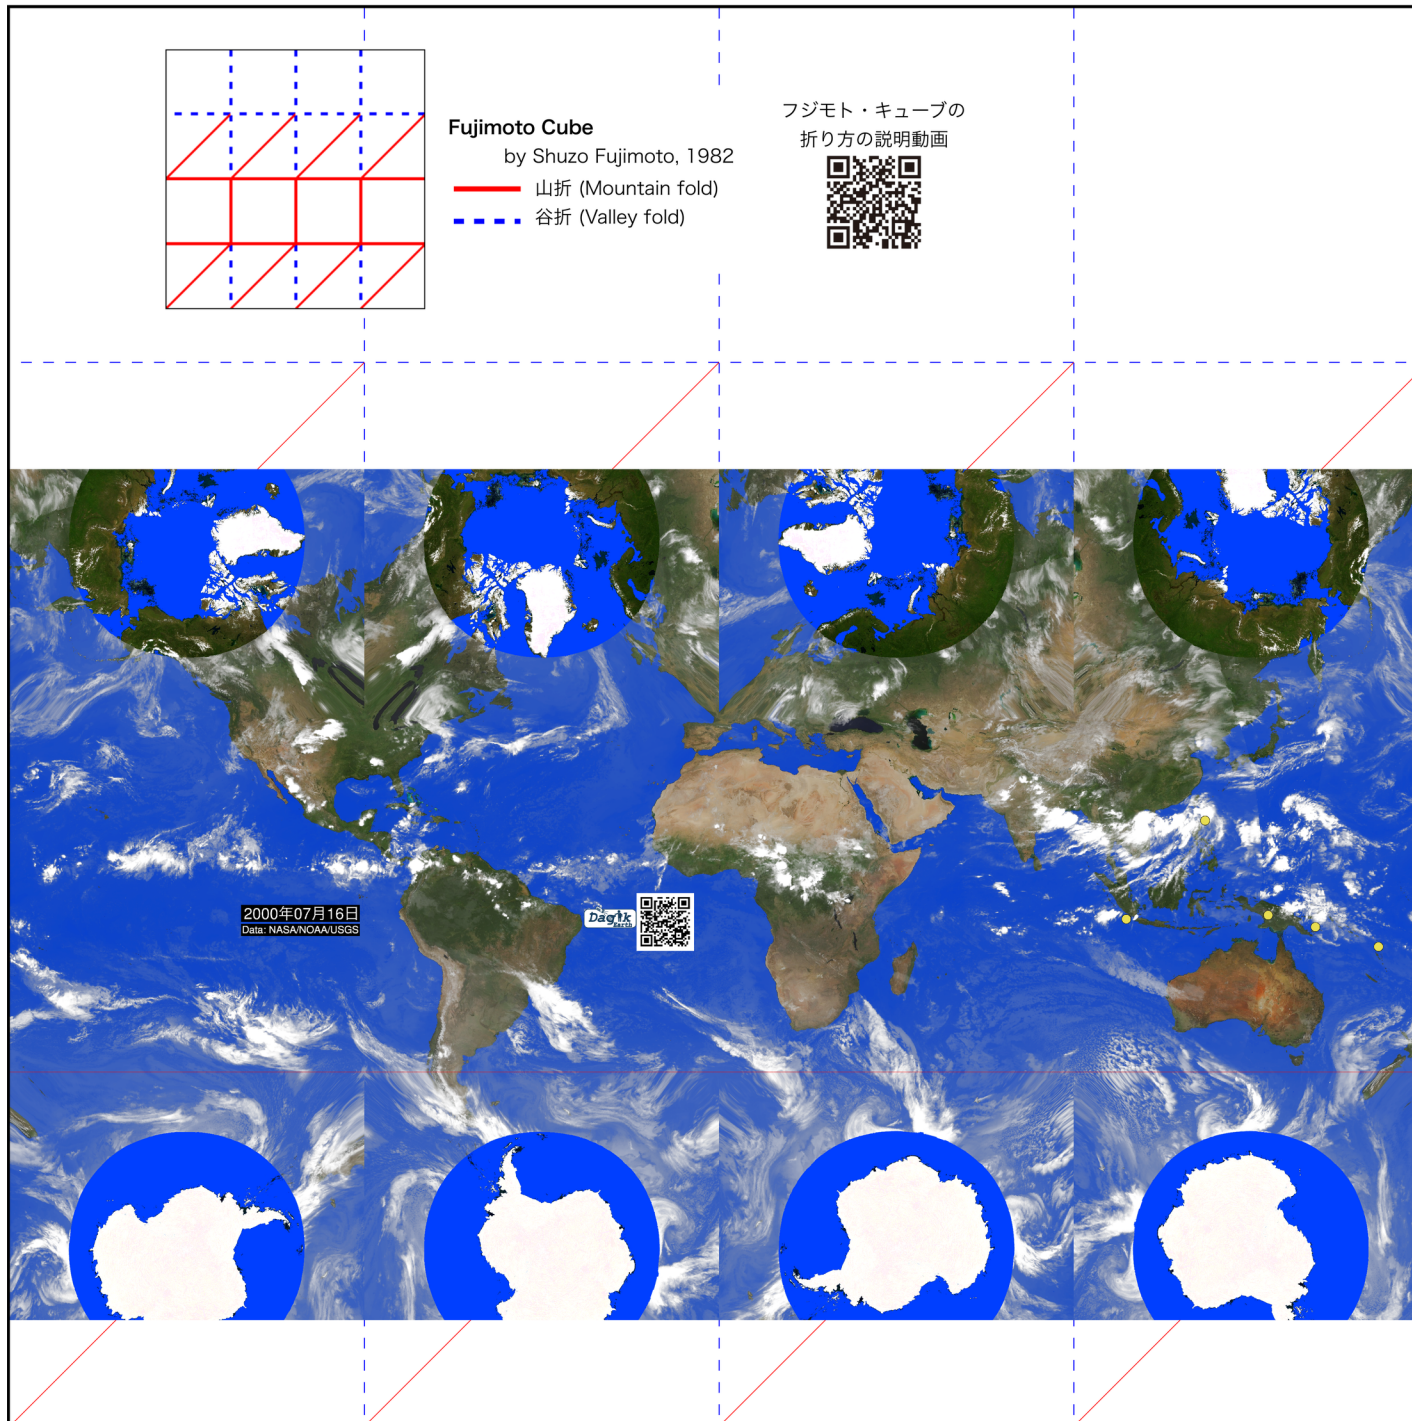 Fujimoto Cube
by Shuzo Fujimoto, 1982
山折 (Mountain fold)
谷折 (Valley fold)
フジモト・キューブの
折り方の説明動画
2000年07月16日
Data: NASA/NOAA/USGS
Dagik
Earth